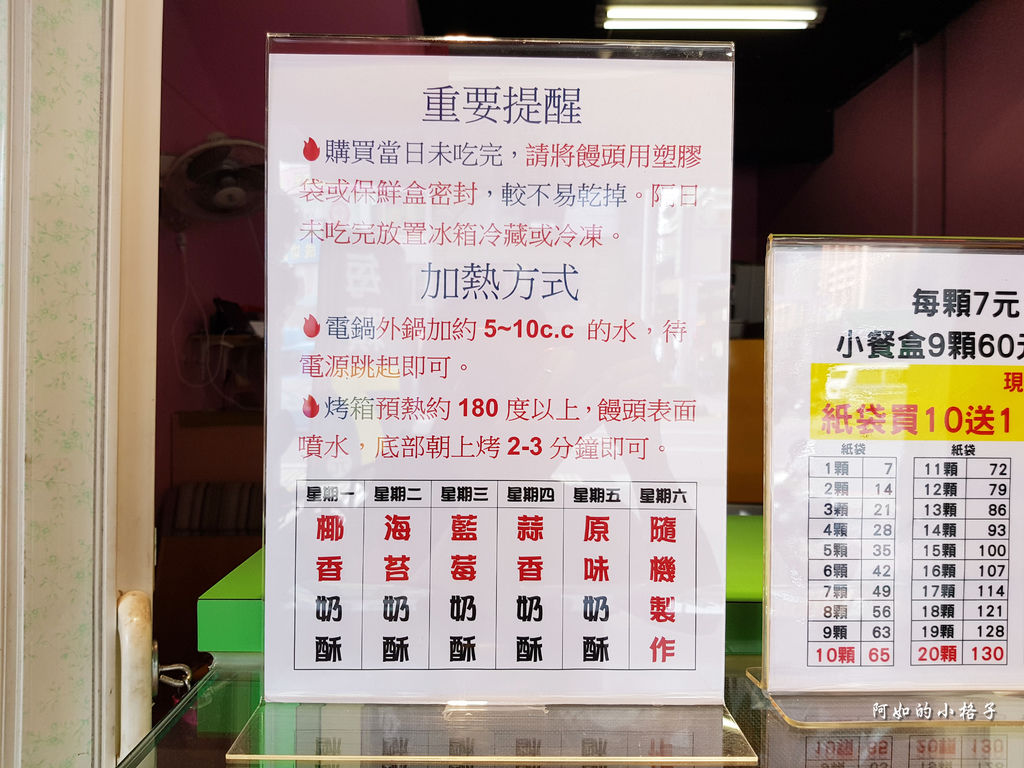 重要提醒
購買當日未吃完，請將饅頭用塑膠
袋或保鮮盒密封，較不易乾掉。阿日
未吃完放置冰箱冷藏或冷凍。
加熱方式
電鍋外鍋加約 5~10c.c 的水，待
電源跳起即可。
烤箱預熱約 180 度以上，饅頭表面
噴水，底部朝上烤 2-3 分鐘即可。
星期一 星期二 星期三 星期四 星期五 星期六
椰香奶酥 海苔奶酥 藍莓奶酥 蒜香奶酥 原味奶酥 隨機製作
每顆7元
小餐盒9顆60元
現
紙袋買10送1
紙袋 紙袋
1顆 7 11顆 72
2顆 14 12顆 79
3顆 21 13顆 86
4顆 28 14顆 93
5顆 35 15顆 100
6顆 42 16顆 107
7顆 49 17顆 114
8顆 56 18顆 121
9顆 63 19顆 128
10顆 65 20顆 130
阿如的小格子